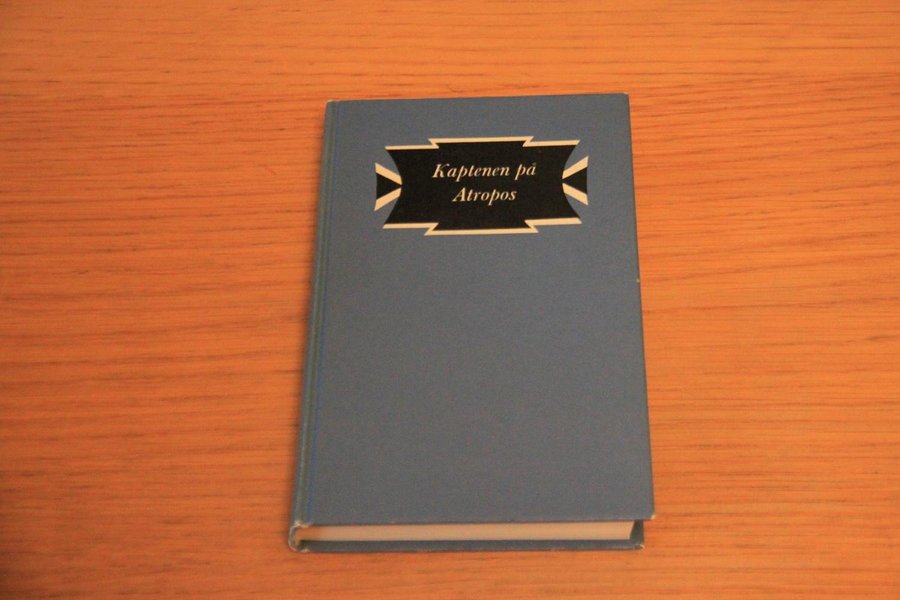 Kaptenen på
Atropos